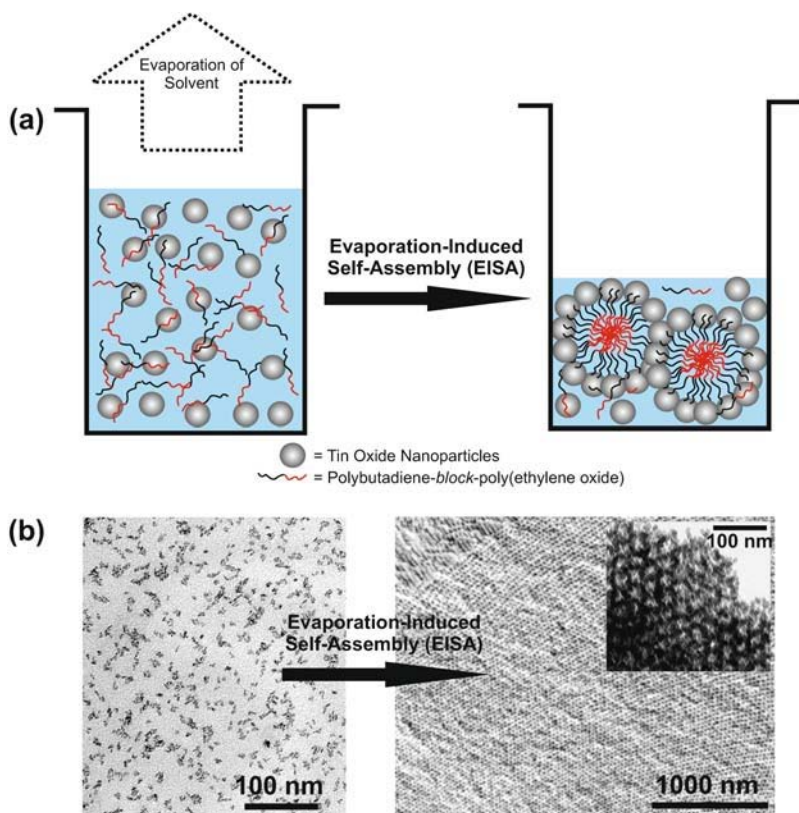 Evaporation of
Solvent
(a)
Evaporation-Induced
Self-Assembly (EISA)
= Tin Oxide Nanoparticles
= Polybutadiene-block-poly(ethylene oxide)
(b)
100 nm
Evaporation-Induced
Self-Assembly (EISA)
100 nm
1000 nm